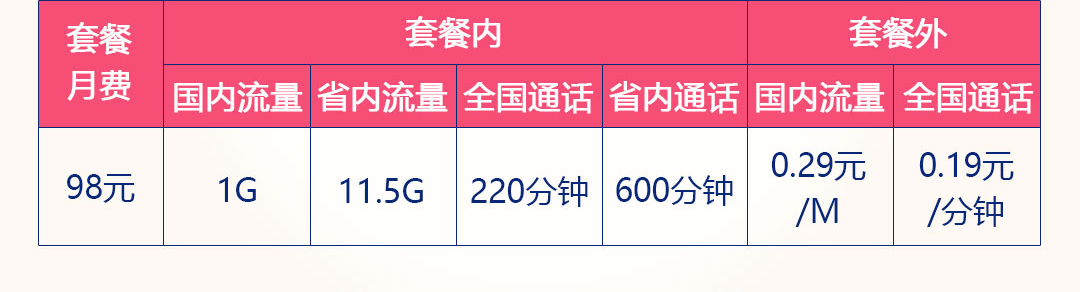 套餐
月费
套餐内
套餐外
国内流量
省内流量
全国通话
省内通话
国内流量
全国通话
98元
1G
11.5G
220分钟
600分钟
0.29元
/M
0.19元
/分钟